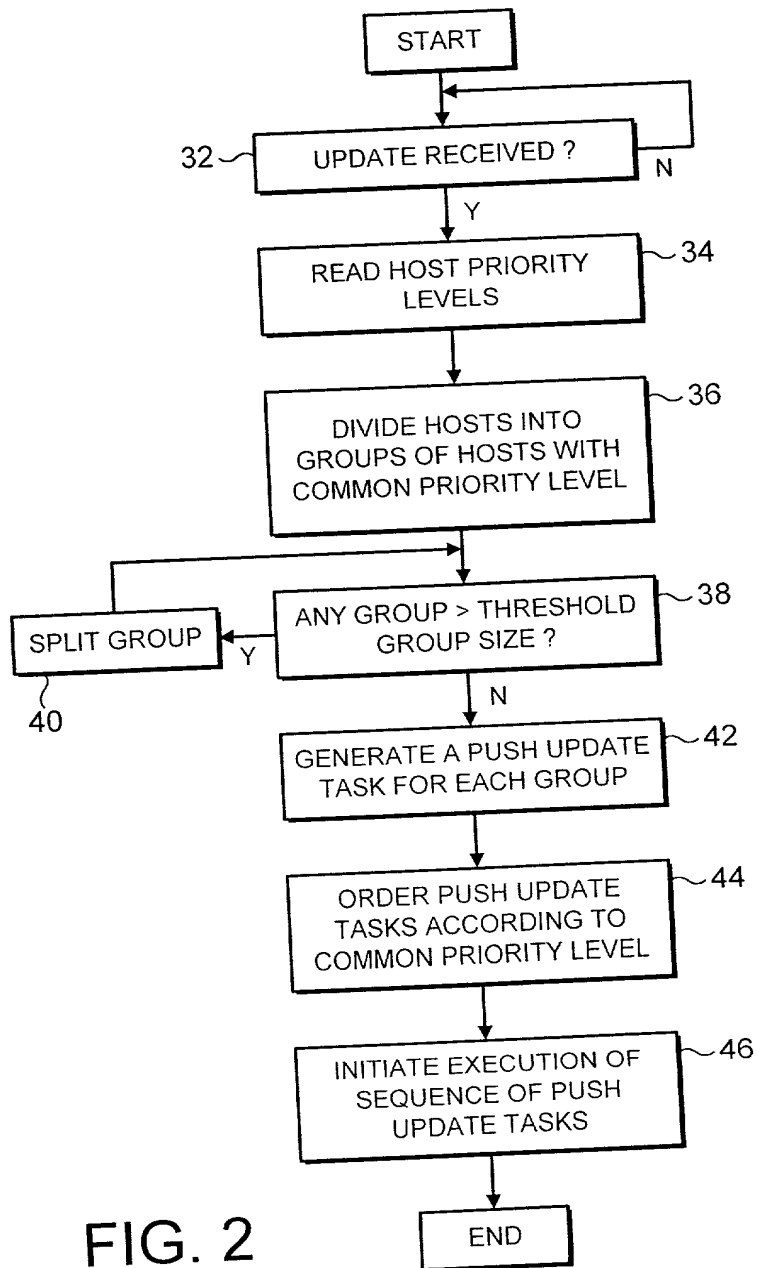 START
32
UPDATE RECEIVED ?
N
Y
READ HOST PRIORITY
LEVELS
34
DIVIDE HOSTS INTO
GROUPS OF HOSTS WITH
COMMON PRIORITY LEVEL
36
ANY GROUP > THRESHOLD
GROUP SIZE ?
38
SPLIT GROUP
Y
40
N
GENERATE A PUSH UPDATE
TASK FOR EACH GROUP
42
ORDER PUSH UPDATE
TASKS ACCORDING TO
COMMON PRIORITY LEVEL
44
INITIATE EXECUTION OF
SEQUENCE OF PUSH
UPDATE TASKS
46
END
FIG. 2